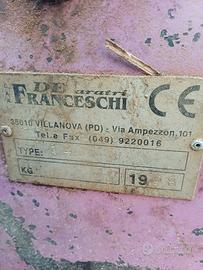 DE aratri
FRANCESCHI CE
35010 VILLANOVA (PD) - Via Ampezzon, 101
Tel. e Fax (049) 9220016
TYPE:
KG 19